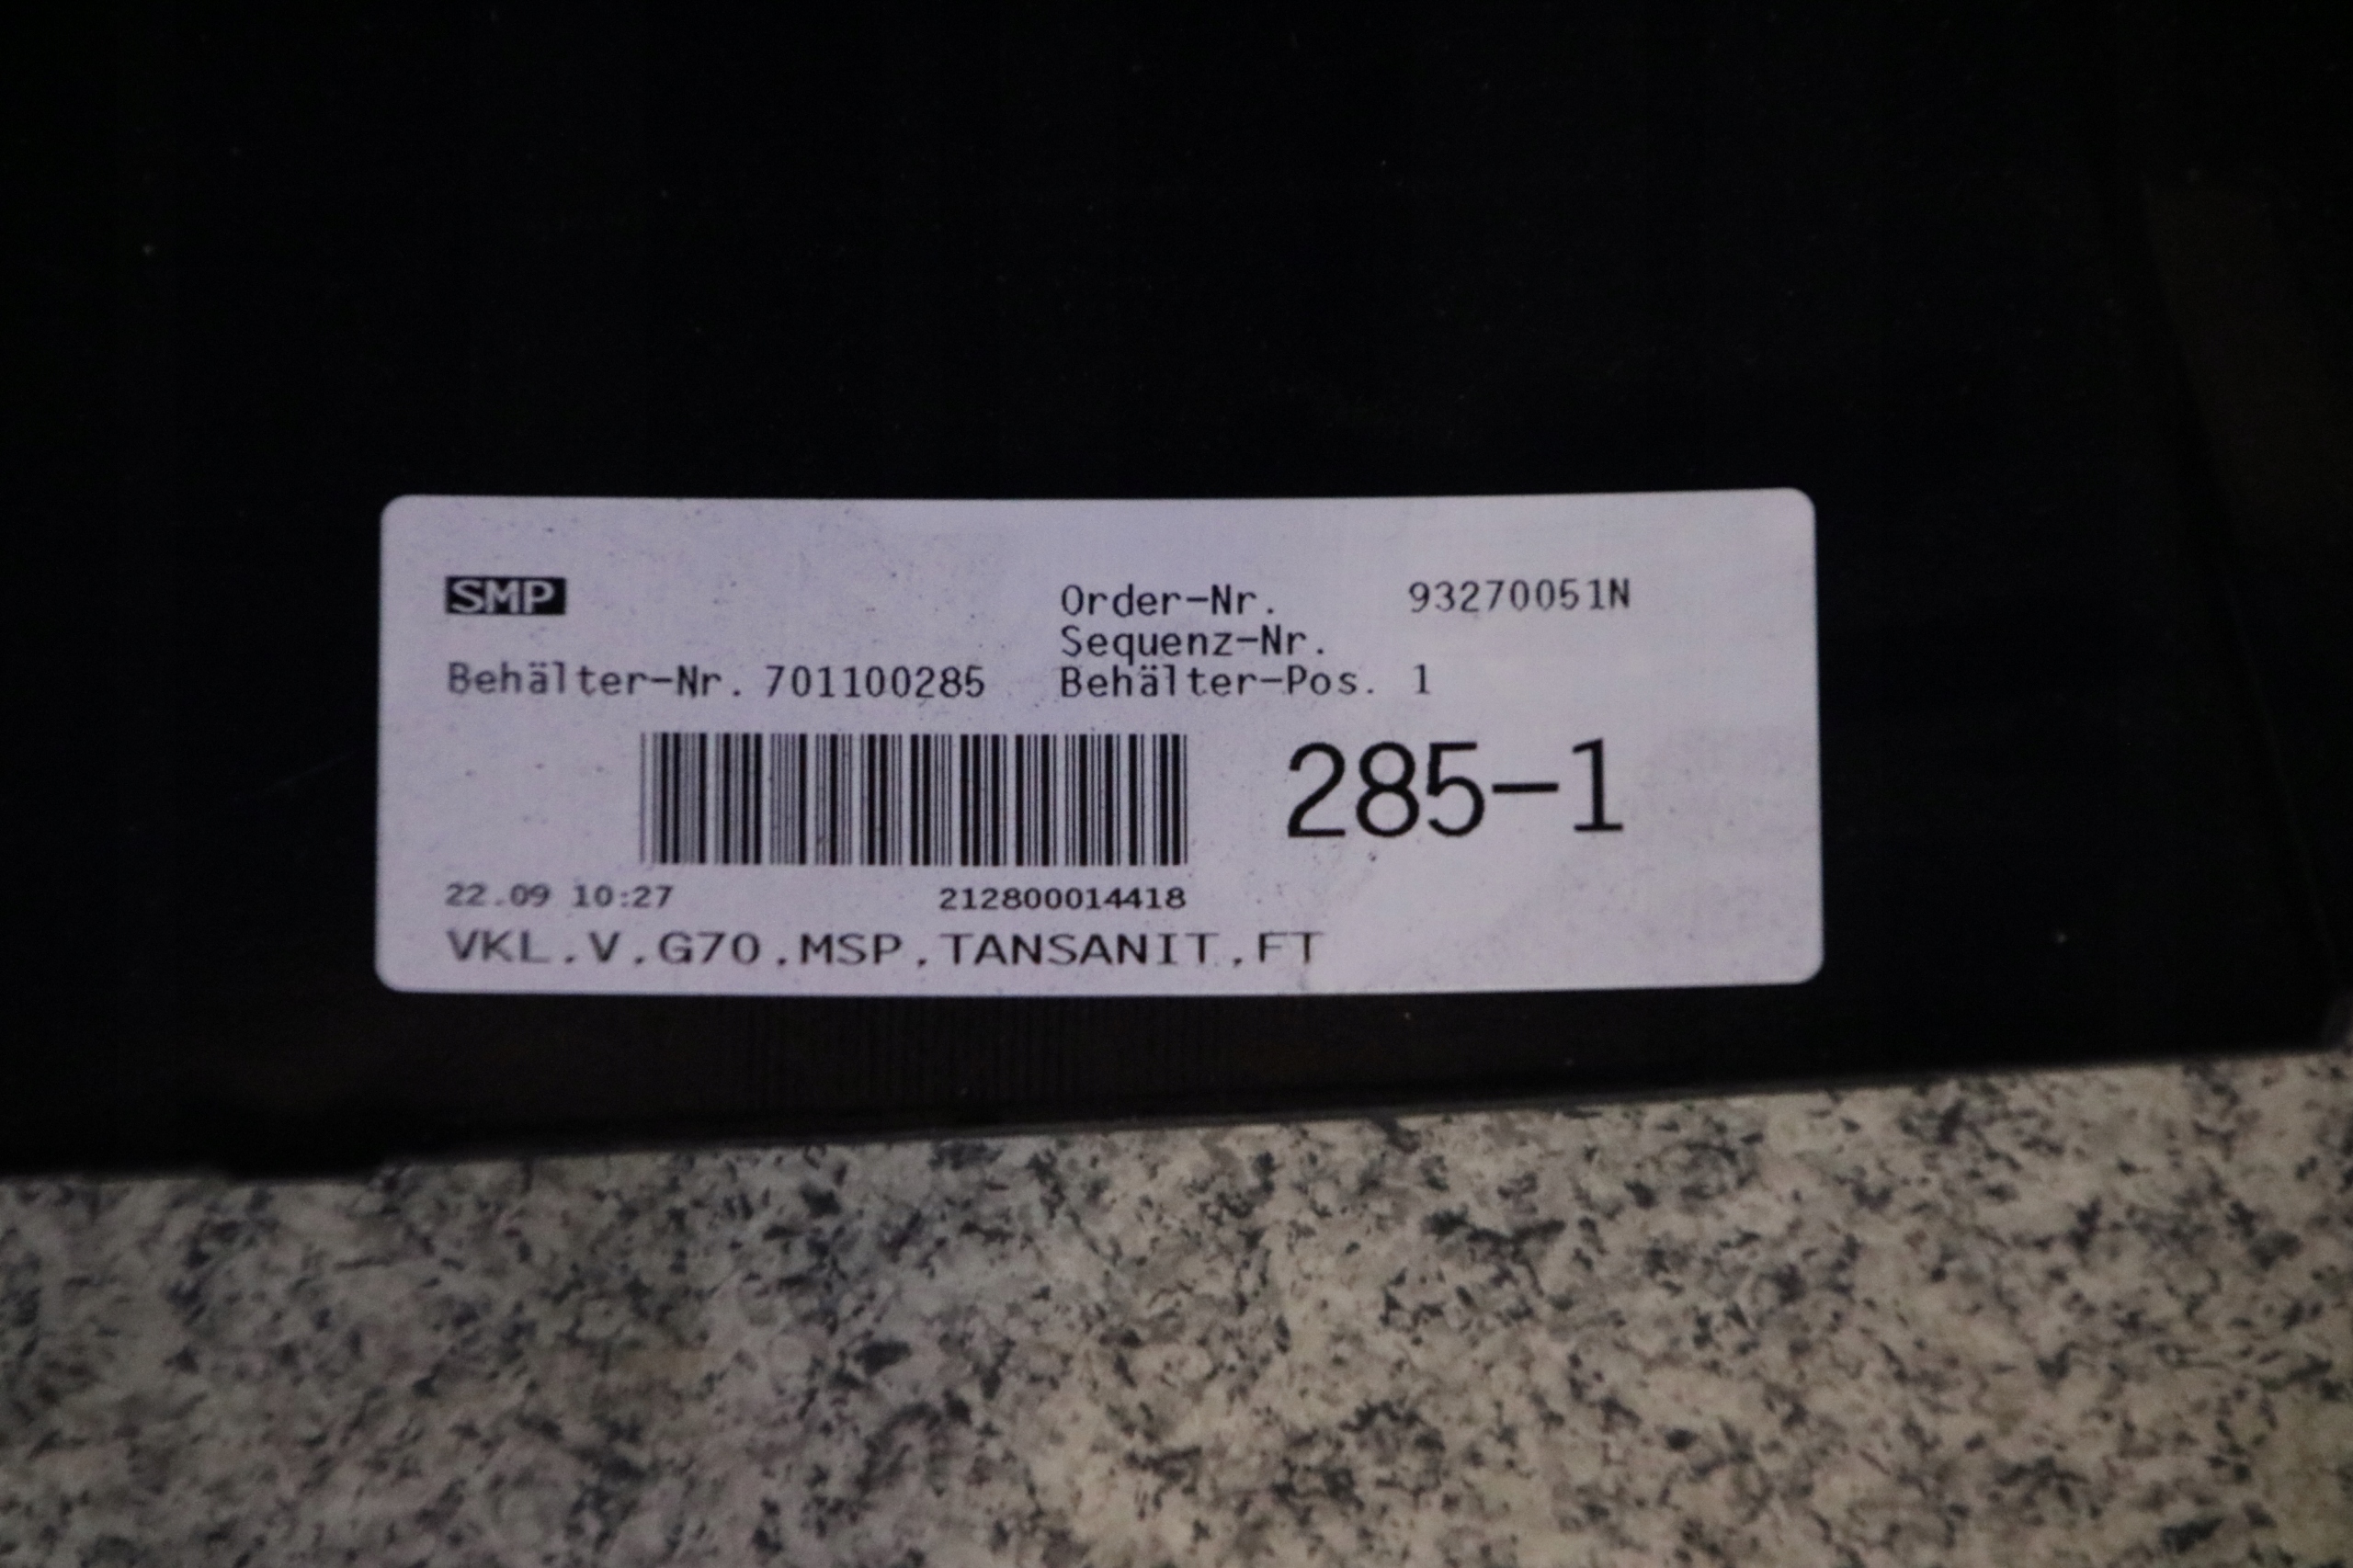 SMP
Order-Nr. 93270051N
Sequenz-Nr.
Behälter-Nr. 701100285 Behälter-Pos. 1
285-1
22.09 10:27 212800014418
VKL.V.G70.MSP.TANSANIT.FT